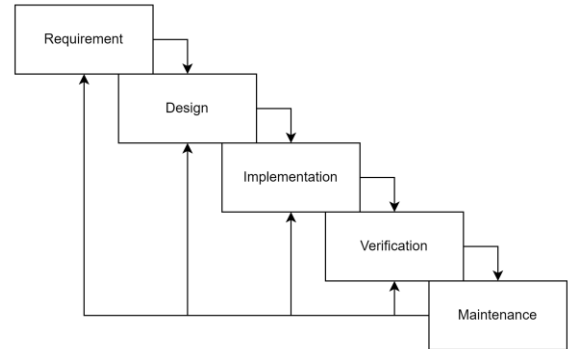 Requirement
Design
Implementation
Verification
Maintenance